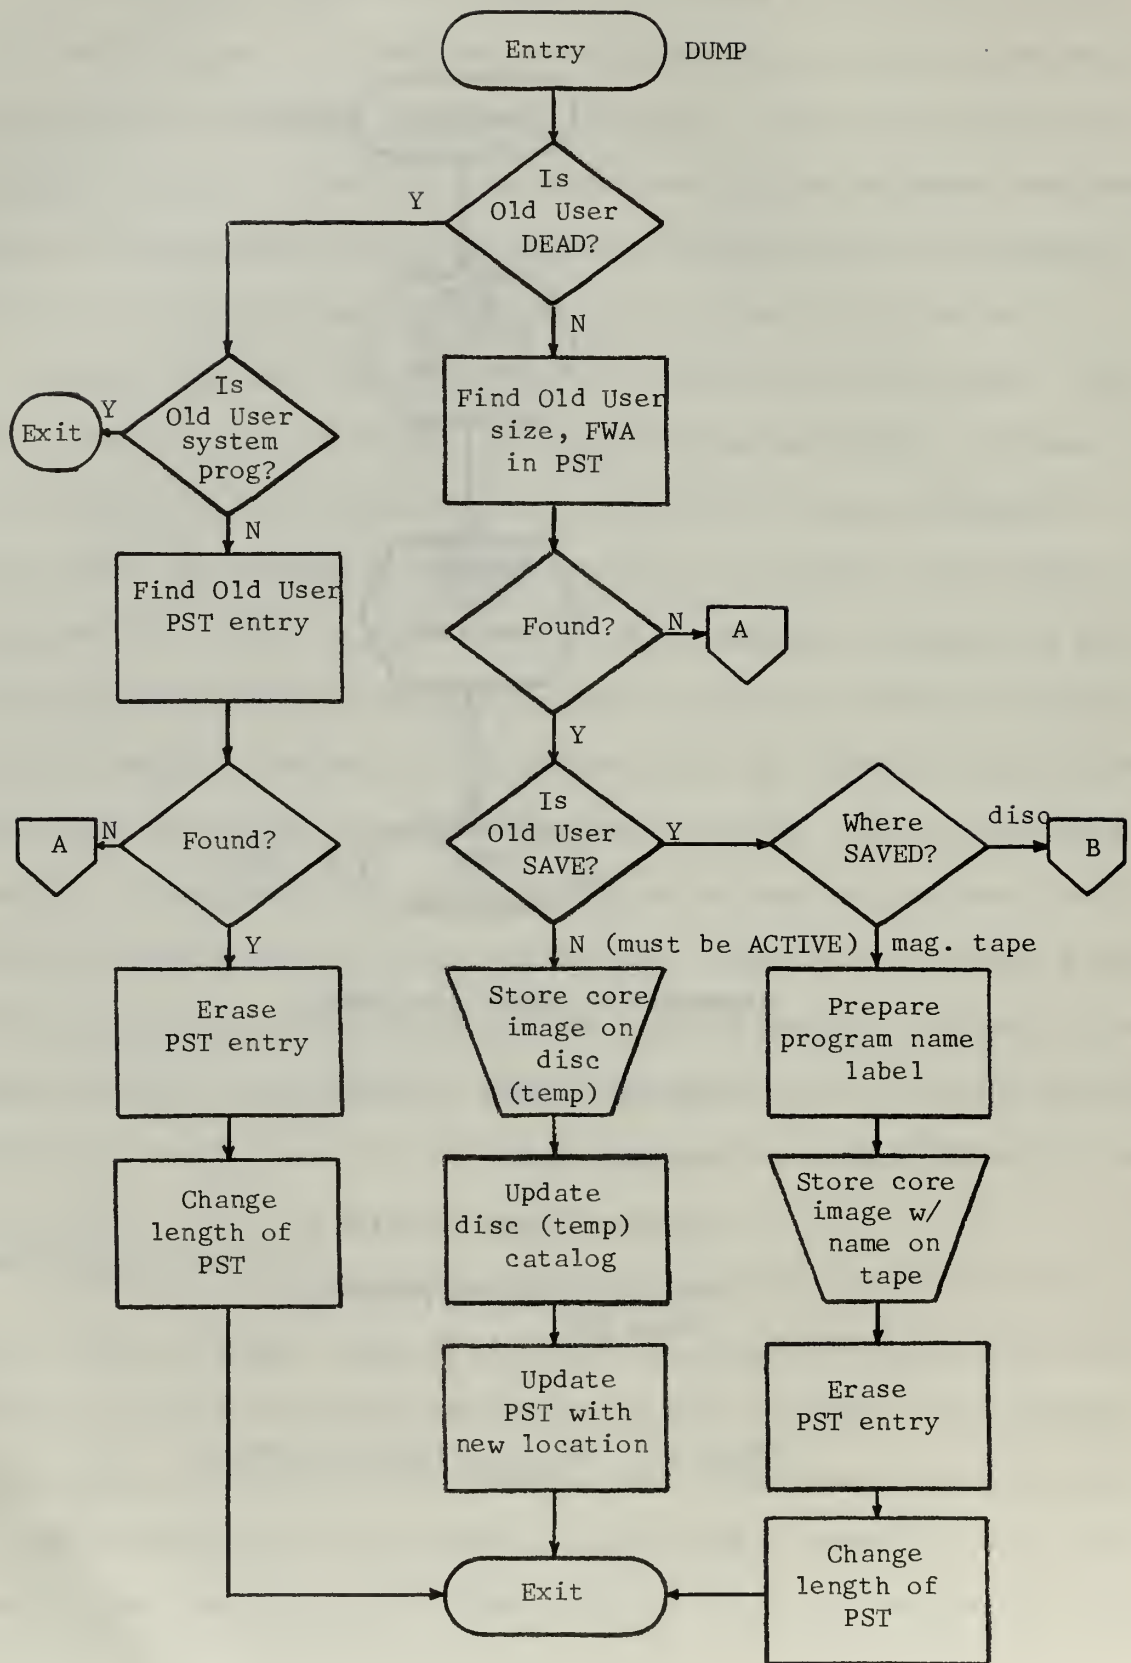 Entry
DUMP
Is
Old User
DEAD?
Y
N
Is
Old User
system
prog?
Y
Exit
N
Find Old User
size, FWA
in PST
Find Old User
PST entry
Found?
N
A
Y
Found?
N
A
Y
Is
Old User
SAVE?
Y
Where
SAVED?
disc
B
N (must be ACTIVE)
mag. tape
Erase
PST entry
Store core
image on
disc
(temp)
Prepare
program name
label
Change
length of
PST
Update
disc (temp)
catalog
Store core
image w/
name on
tape
Update
PST with
new location
Erase
PST entry
Exit
Change
length of
PST